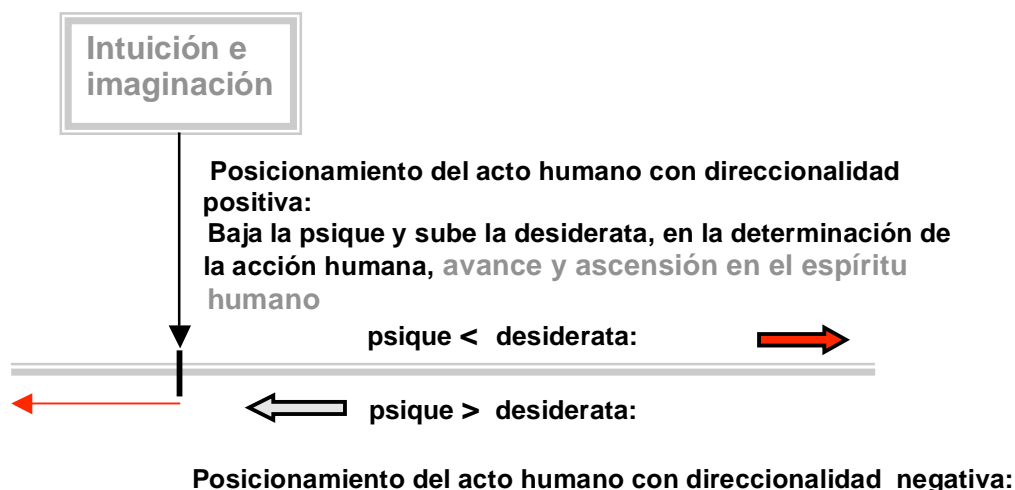 Intuición e
imaginación
Posicionamiento del acto humano con direccionalidad
positiva:
Baja la psique y sube la desiderata, en la determinación de
la acción humana, avance y ascensión en el espíritu
humano
psique < desiderata:
psique > desiderata:
Posicionamiento del acto humano con direccionalidad negativa: